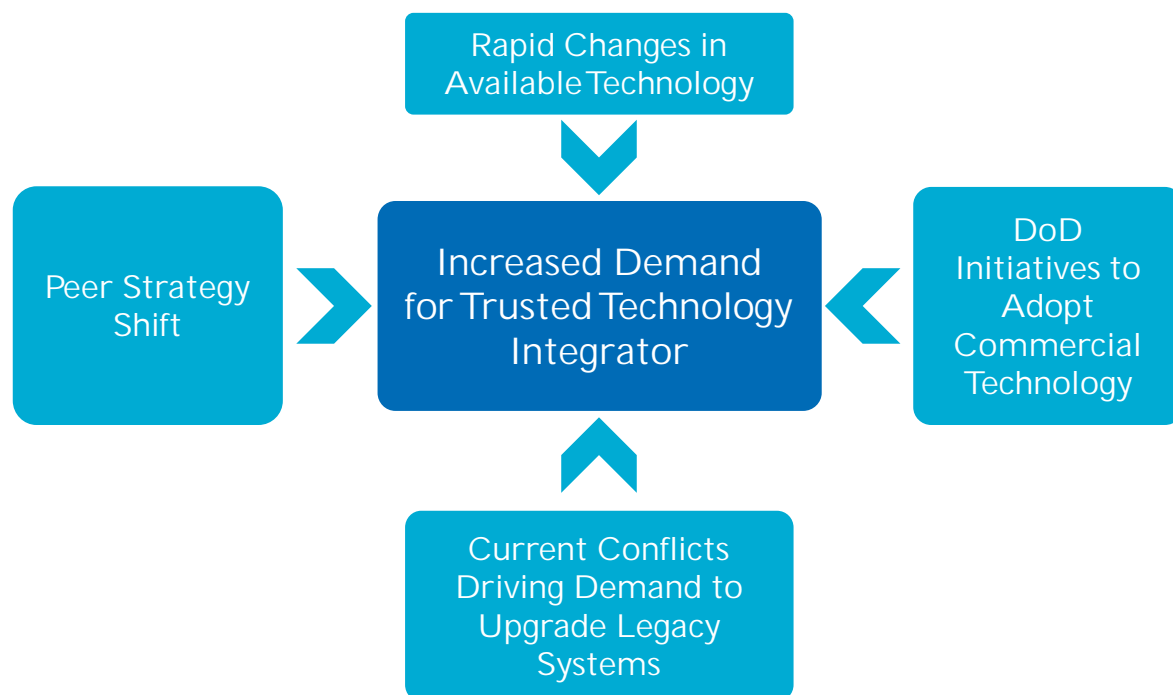 Rapid Changes in
Available Technology
Peer Strategy
Shift
Increased Demand
for Trusted Technology
Integrator
DoD
Initiatives to
Adopt
Commercial
Technology
Current Conflicts
Driving Demand to
Upgrade Legacy
Systems